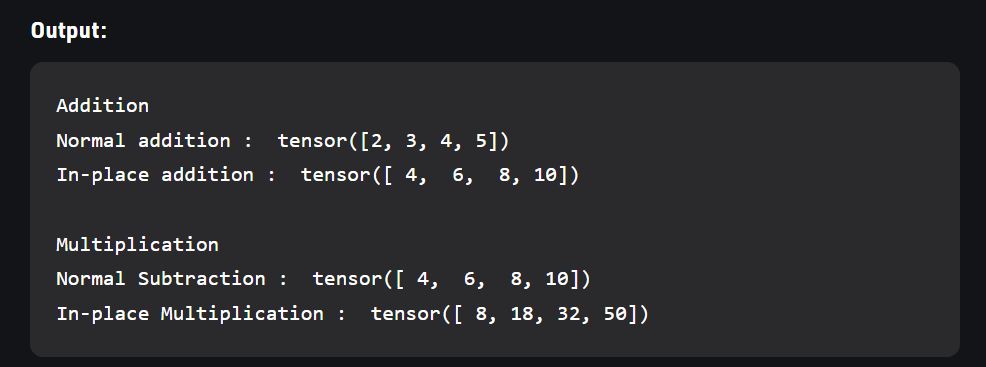 Output:
Addition
Normal addition :  tensor([2, 3, 4, 5])
In-place addition :  tensor([ 4,  6,  8, 10])
Multiplication
Normal Subtraction :  tensor([ 4,  6,  8, 10])
In-place Multiplication :  tensor([ 8, 18, 32, 50])